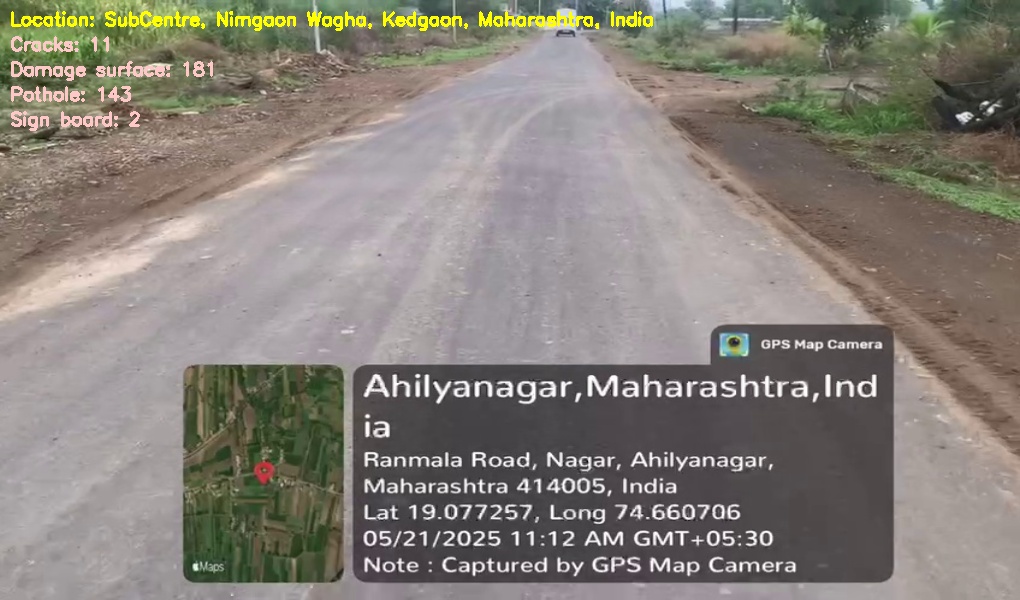 Location: SubCentre, Nimgaon Wagha, Kedgaon, Maharashtra, India
Cracks: 11
Damage surface: 181
Pothole: 143
Sign board: 2
GPS Map Camera
Ahilyanagar,Maharashtra,Ind
ia
Ranmala Road, Nagar, Ahilyanagar,
Maharashtra 414005, India
Lat 19.077257, Long 74.660706
05/21/2025 11:12 AM GMT+05:30
Note : Captured by GPS Map Camera
Maps